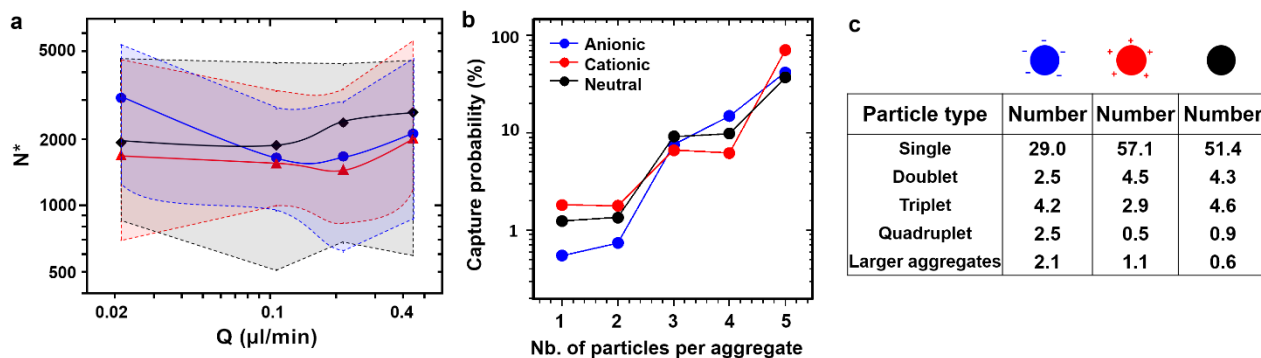 a
5000
2000
1000
500
N*
0.02
0.1
0.4
Q (µl/min)
b
100
10
1
Capture probability (%)
Anionic
Cationic
Neutral
1 2 3 4 5
Nb. of particles per aggregate
c
- - - - -
+ + + + +
Particle type Number Number Number
Single 29.0 57.1 51.4
Doublet 2.5 4.5 4.3
Triplet 4.2 2.9 4.6
Quadruplet 2.5 0.5 0.9
Larger aggregates 2.1 1.1 0.6